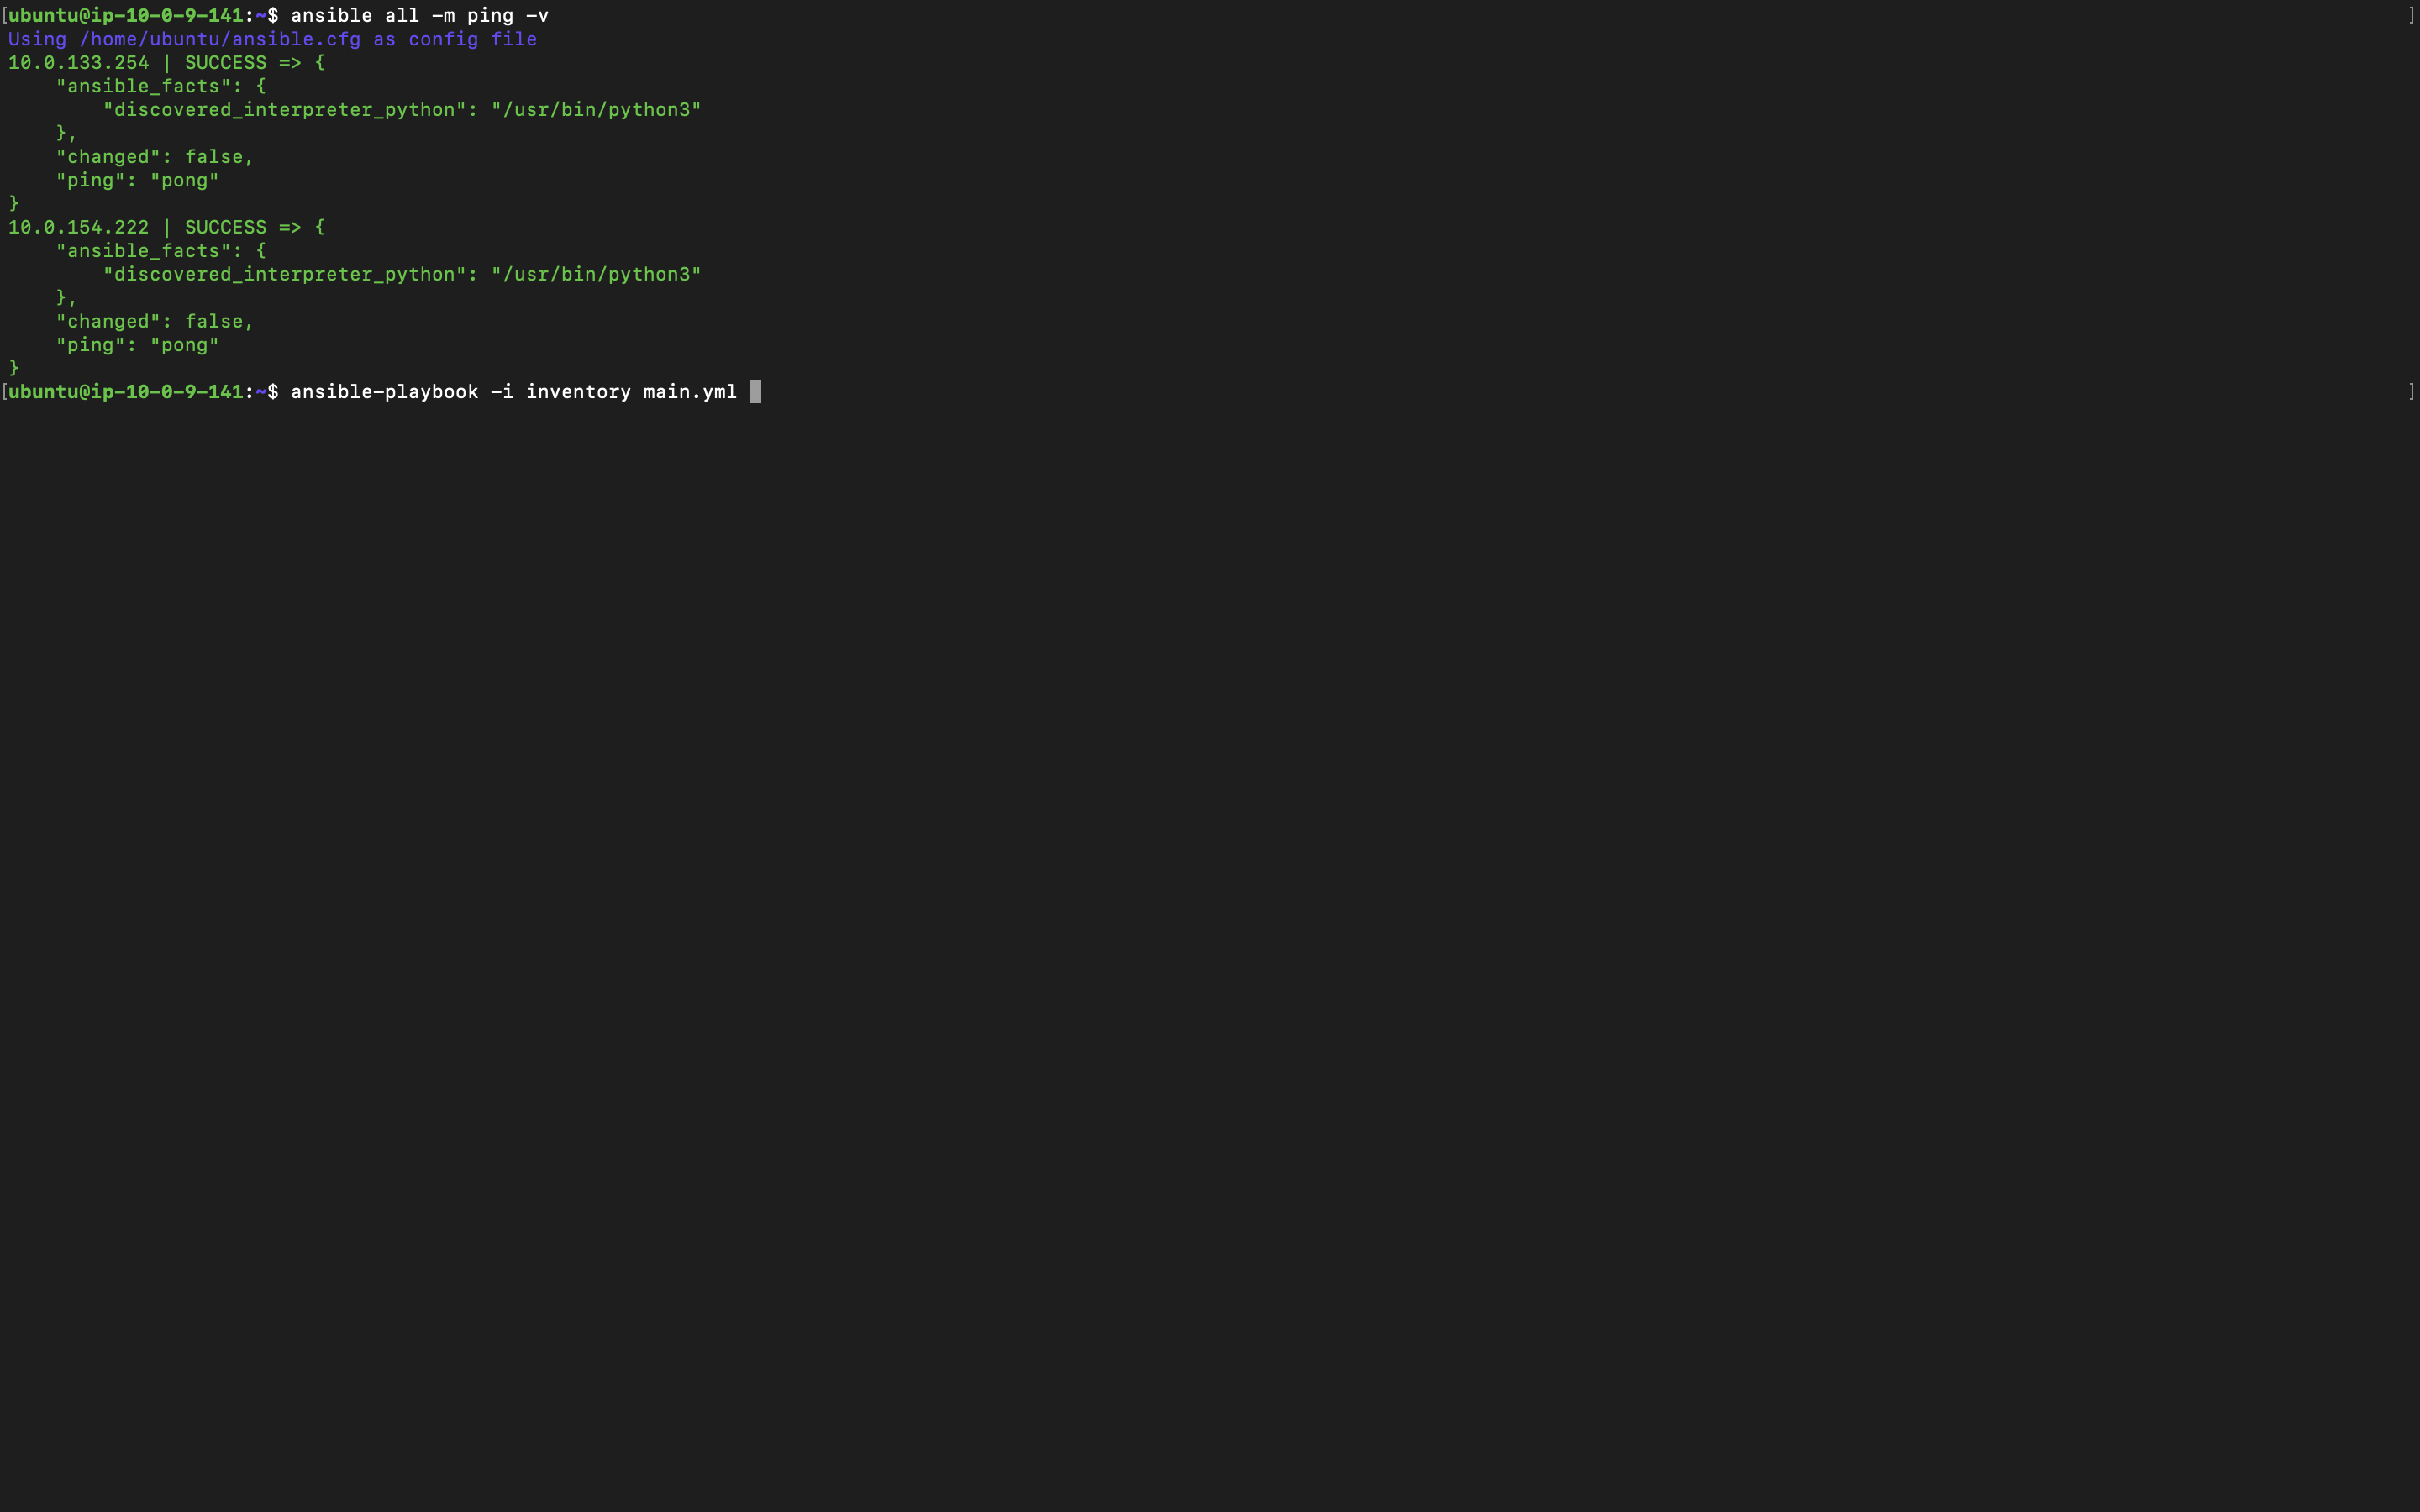 [ubuntu@ip-10-0-9-141:~$ ansible all -m ping -v ]
Using /home/ubuntu/ansible.cfg as config file
10.0.133.254 | SUCCESS => {
    "ansible_facts": {
        "discovered_interpreter_python": "/usr/bin/python3"
    },
    "changed": false,
    "ping": "pong"
}
10.0.154.222 | SUCCESS => {
    "ansible_facts": {
        "discovered_interpreter_python": "/usr/bin/python3"
    },
    "changed": false,
    "ping": "pong"
}
[ubuntu@ip-10-0-9-141:~$ ansible-playbook -i inventory main.yml ]